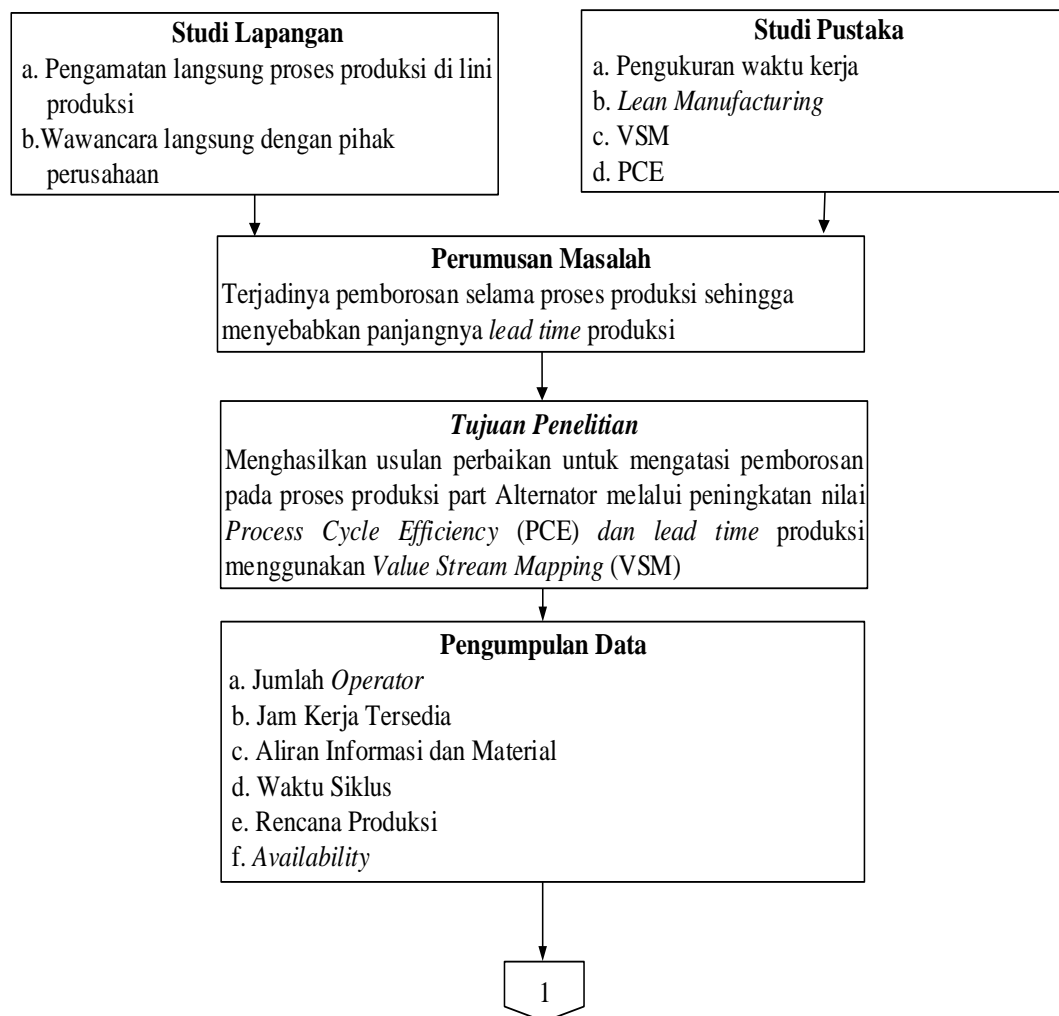 Studi Lapangan
a. Pengamatan langsung proses produksi di lini
produksi
b.Wawancara langsung dengan pihak
perusahaan
Studi Pustaka
a. Pengukuran waktu kerja
b. Lean Manufacturing
c. VSM
d. PCE
Perumusan Masalah
Terjadinya pemborosan selama proses produksi sehingga
menyebabkan panjangnya lead time produksi
Tujuan Penelitian
Menghasilkan usulan perbaikan untuk mengatasi pemborosan
pada proses produksi part Alternator melalui peningkatan nilai
Process Cycle Efficiency (PCE) dan lead time produksi
menggunakan Value Stream Mapping (VSM)
Pengumpulan Data
a. Jumlah Operator
b. Jam Kerja Tersedia
c. Aliran Informasi dan Material
d. Waktu Siklus
e. Rencana Produksi
f. Availability
1